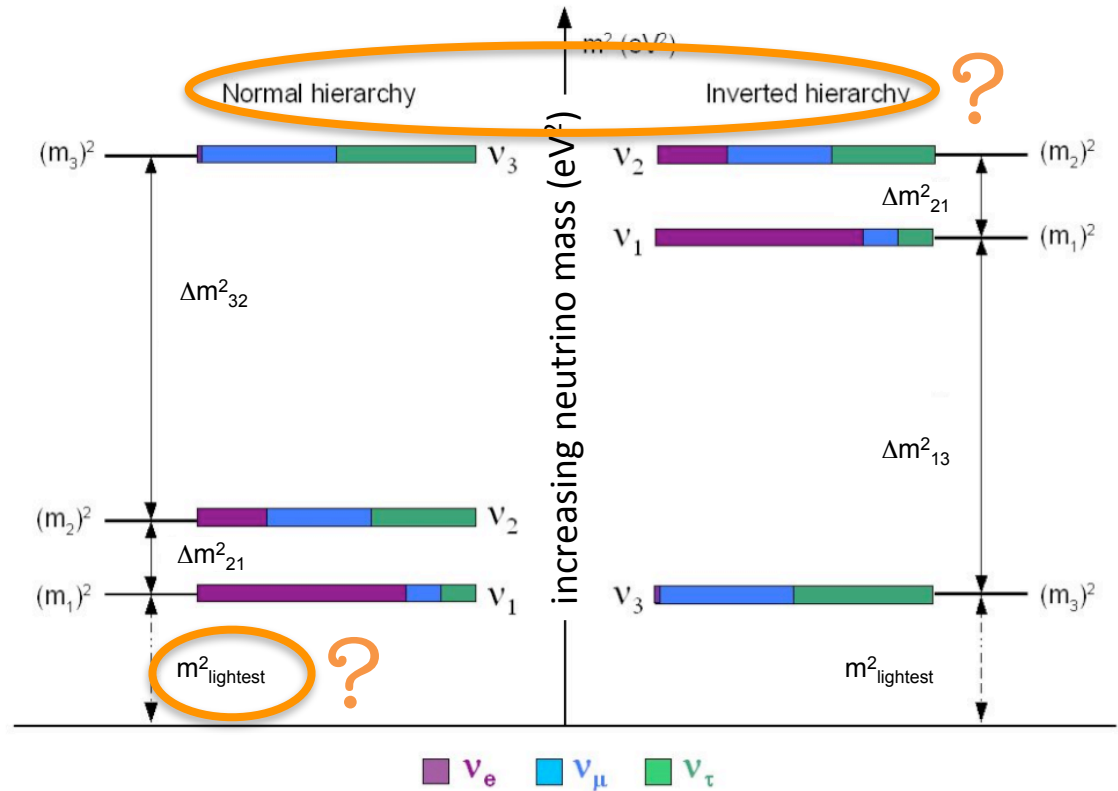 m² (eV²)
Normal hierarchy
Inverted hierarchy
?
increasing neutrino mass (eV²)
(m₃)²
ν₃
ν₂
(m₂)²
Δm²₂₁
ν₁
(m₁)²
Δm²₃₂
Δm²₁₃
(m₂)²
ν₂
Δm²₂₁
(m₁)²
ν₁
ν₃
(m₃)²
m²lightest
?
m²lightest
νe
νμ
ντ